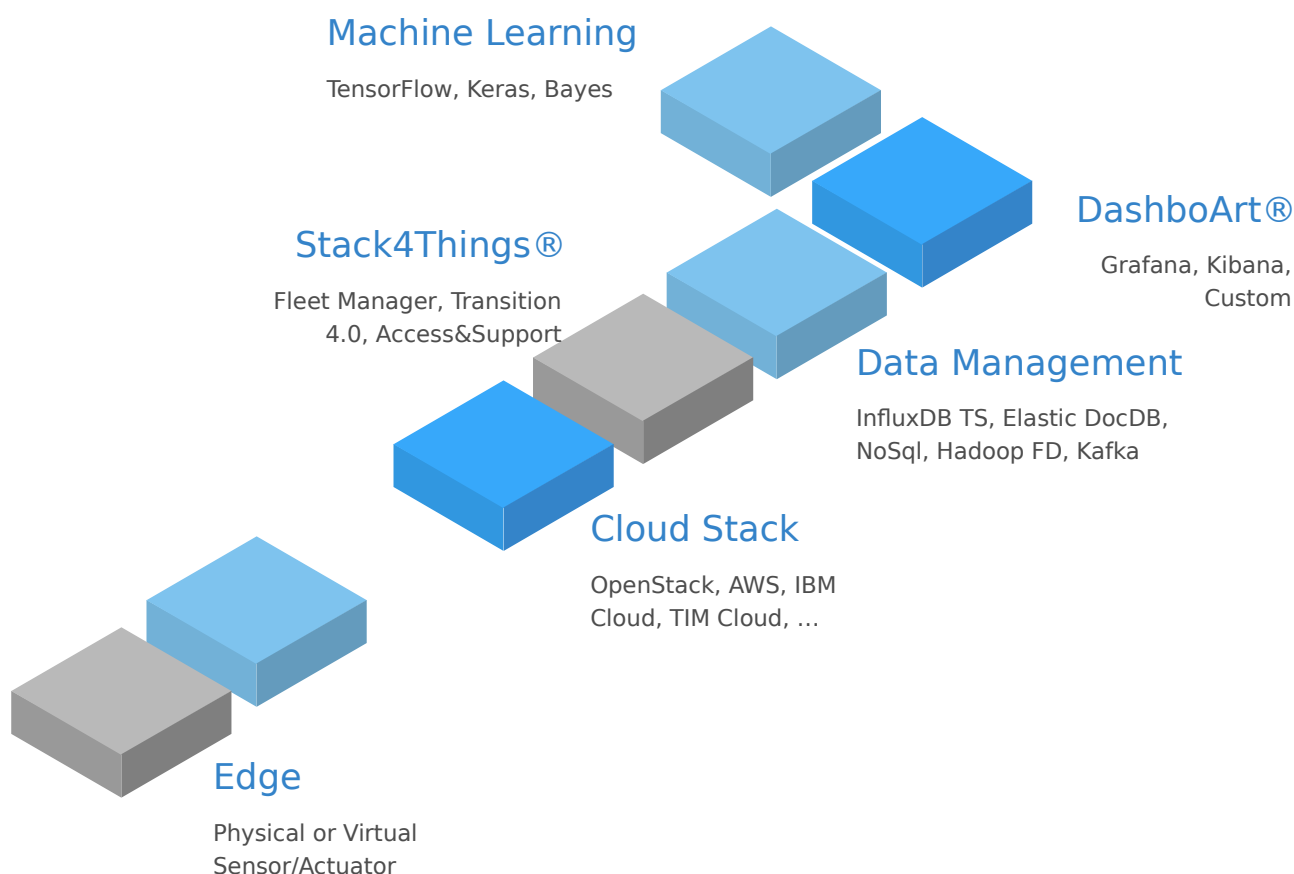 Machine Learning
TensorFlow, Keras, Bayes
DashboArt®
Grafana, Kibana,
Custom
Stack4Things®
Fleet Manager, Transition
4.0, Access&Support
Data Management
InfluxDB TS, Elastic DocDB,
NoSql, Hadoop FD, Kafka
Cloud Stack
OpenStack, AWS, IBM
Cloud, TIM Cloud, ...
Edge
Physical or Virtual
Sensor/Actuator